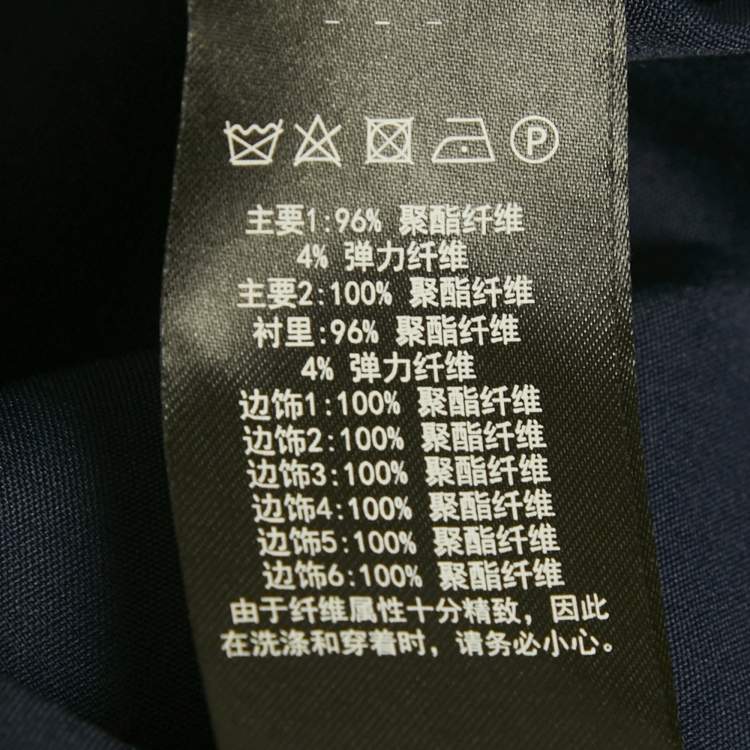 P
主要1:96% 聚酯纤维
4% 弹力纤维
主要2:100% 聚酯纤维
衬里:96% 聚酯纤维
4% 弹力纤维
边饰1:100% 聚酯纤维
边饰2:100% 聚酯纤维
边饰3:100% 聚酯纤维
边饰4:100% 聚酯纤维
边饰5:100% 聚酯纤维
边饰6:100% 聚酯纤维
由于纤维属性十分精致，因此
在洗涤和穿着时，请务必小心。